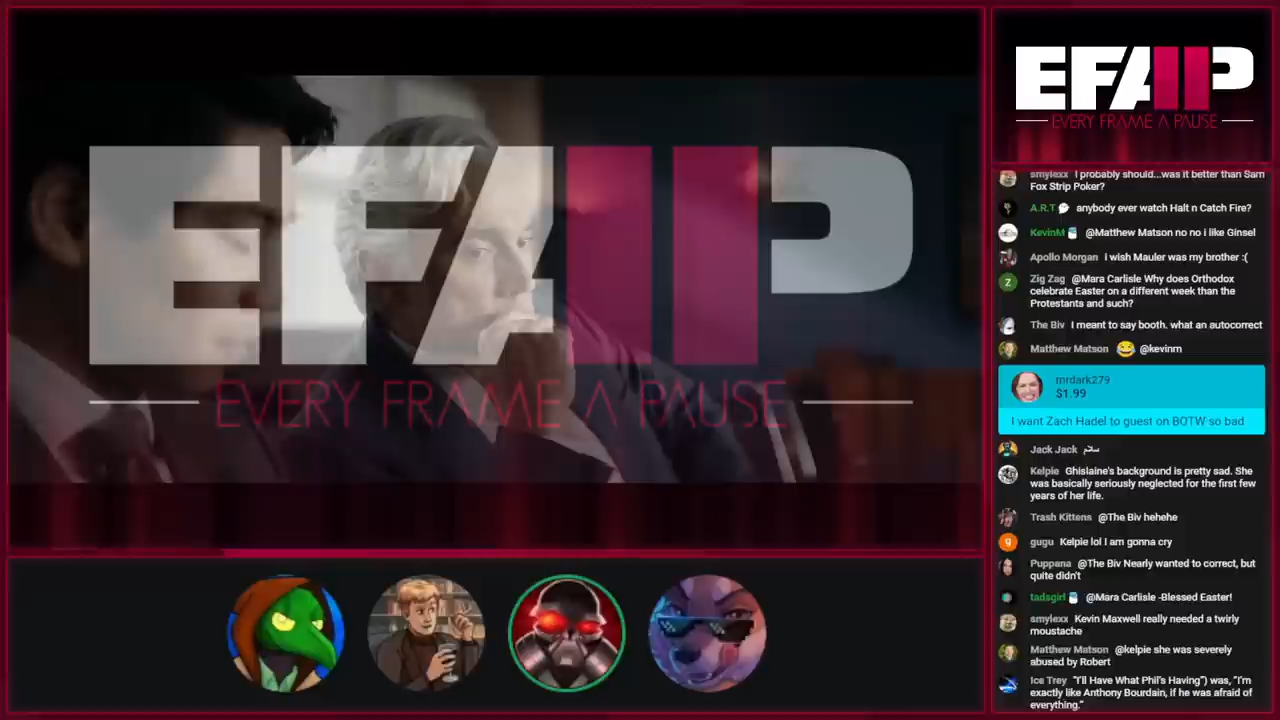 EFAP
EVERY FRAME A PAUSE
EFAP
EVERY FRAME A PAUSE
smylexx I probably should...was it better than Sam
Fox Strip Poker?
A.R.T anybody ever watch Halt n Catch Fire?
KevinM @Matthew Matson no no i like Ginsel
Apollo Morgan i wish Mauler was my brother :(
Z
Zig Zag @Mara Carlisle Why does Orthodox
celebrate Easter on a different week than the
Protestants and such?
The Biv I meant to say booth. what an autocorrect
Matthew Matson 😂 @kevinm
mrdark279
$1.99
I want Zach Hadel to guest on BOTW so bad
Jack Jack سلام
Kelpie Ghislaine's background is pretty sad. She
was basically seriously neglected for the first few
years of her life.
Trash Kittens @The Biv hehehe
g
gugu Kelpie lol I am gonna cry
Puppana @The Biv Nearly wanted to correct, but
quite didn't
tadsgirl @Mara Carlisle -Blessed Easter!
smylexx Kevin Maxwell really needed a twirly
moustache
Matthew Matson @kelpie she was severely
abused by Robert
Ice Trey "I'll Have What Phil's Having") was, "I'm
exactly like Anthony Bourdain, if he was afraid of
everything."